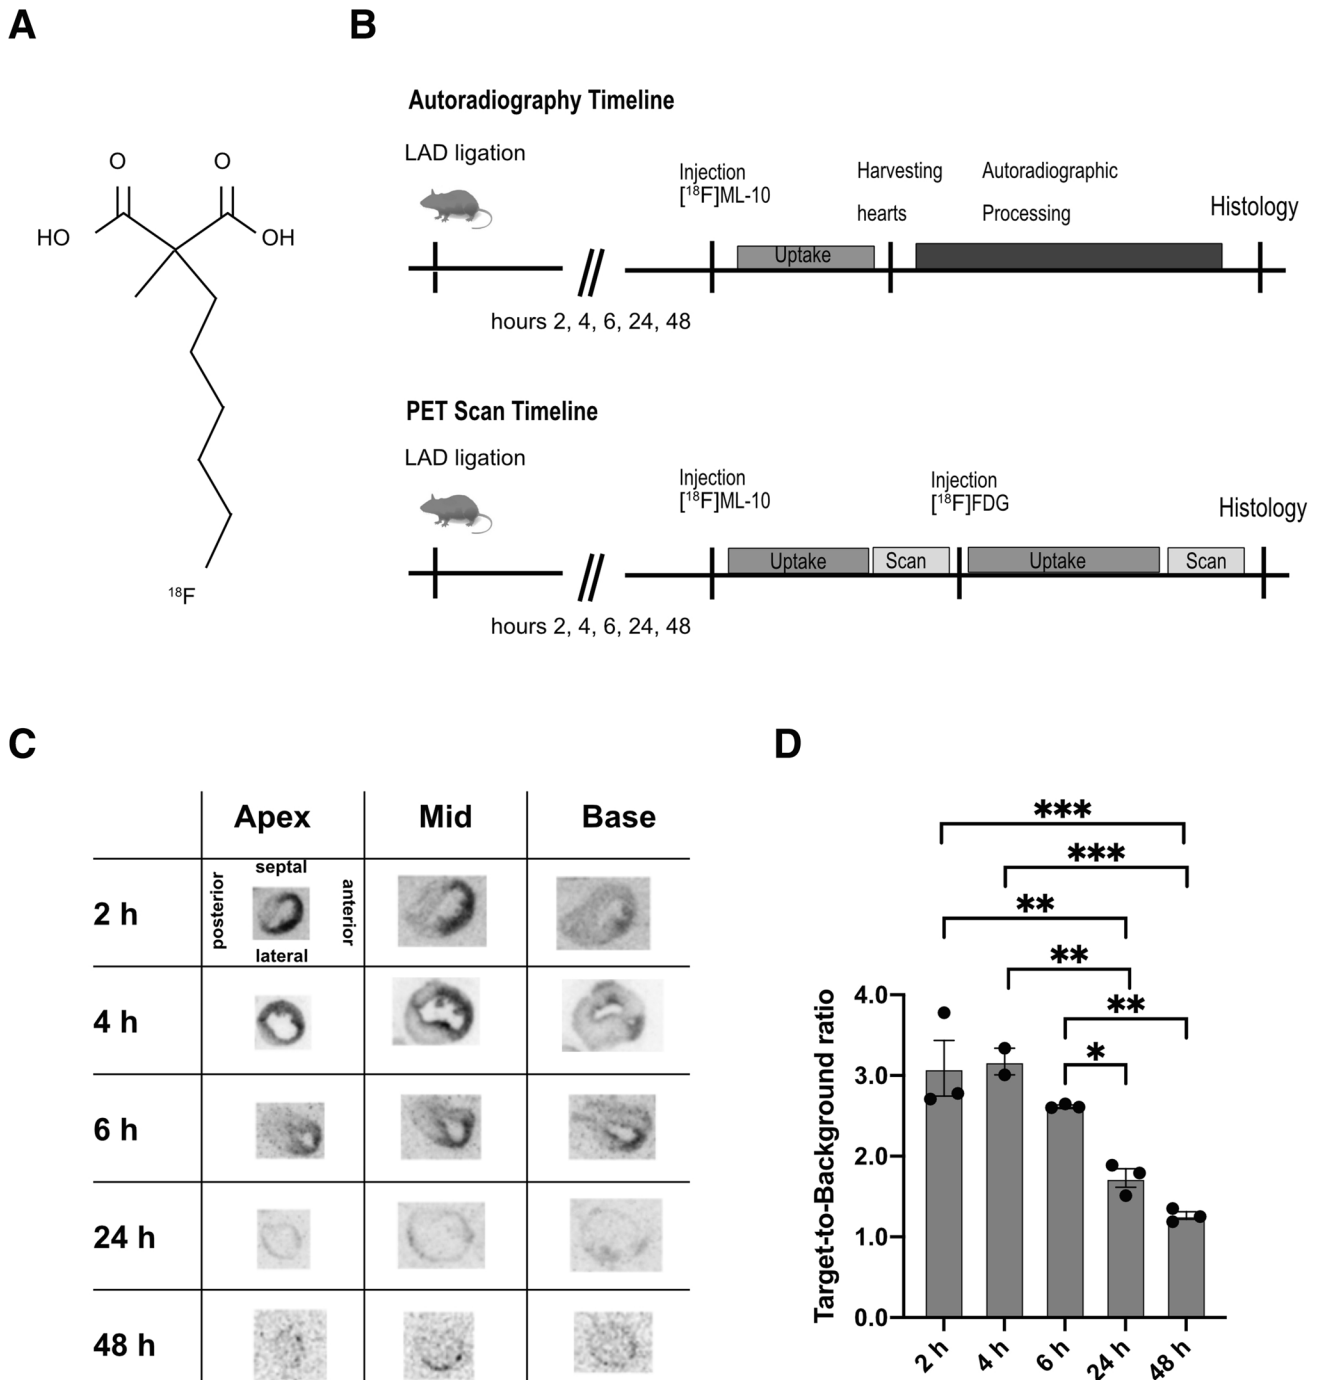 A
B
O O
HO OH
¹⁸F
Autoradiography Timeline
LAD ligation
Injection
[¹⁸F]ML-10
Harvesting
hearts
Autoradiographic
Processing
Histology
Uptake
hours 2, 4, 6, 24, 48
PET Scan Timeline
LAD ligation
Injection
[¹⁸F]ML-10
Injection
[¹⁸F]FDG
Histology
Uptake Scan Uptake Scan
hours 2, 4, 6, 24, 48
C
Apex Mid Base
2 h
septal
posterior
anterior
lateral
4 h
6 h
24 h
48 h
D
***
***
**
**
**
*
Target-to-Background ratio
4.0
3.0
2.0
1.0
0.0
2 h 4 h 6 h 24 h 48 h